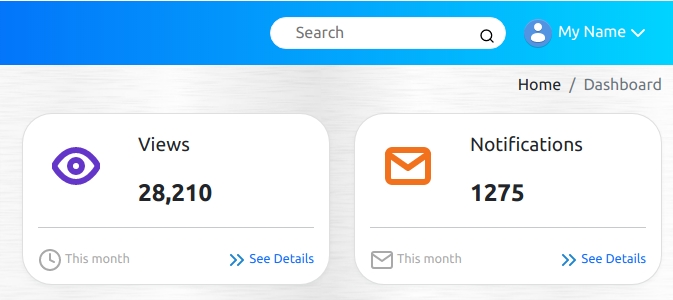 Search
My Name
Home / Dashboard
Views
28,210
This month
See Details
Notifications
1275
This month
See Details